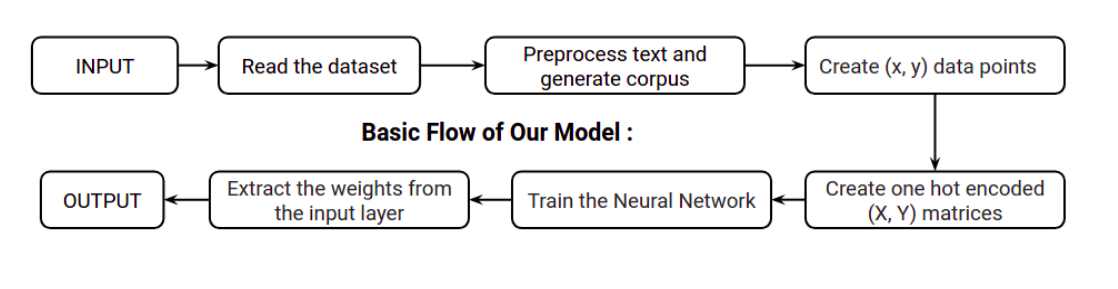 INPUT
Read the dataset
Preprocess text and
generate corpus
Create (x, y) data points
Basic Flow of Our Model :
Create one hot encoded
(X, Y) matrices
Train the Neural Network
Extract the weights from
the input layer
OUTPUT